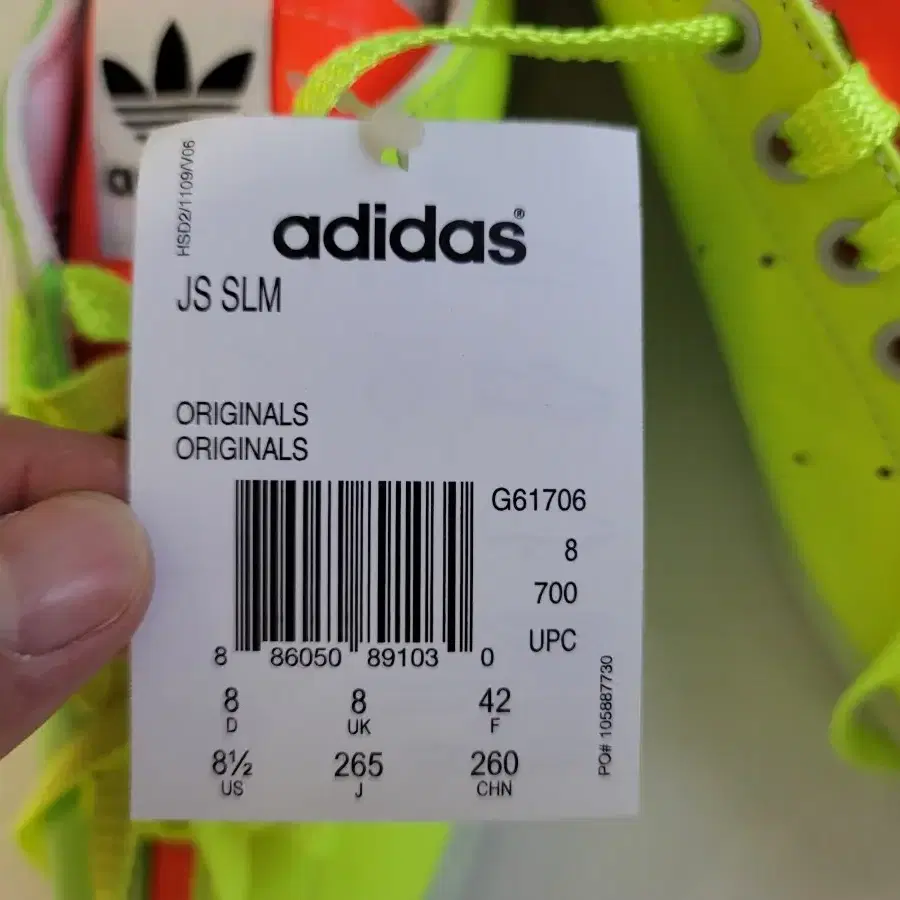 HSD2/1109/V06
adidas®
JS SLM
ORIGINALS
ORIGINALS
G61706
8
700
UPC
8 86050 89103 0
8 8 42
D UK F
8½ 265 260
US J CHN
PO# 105887730